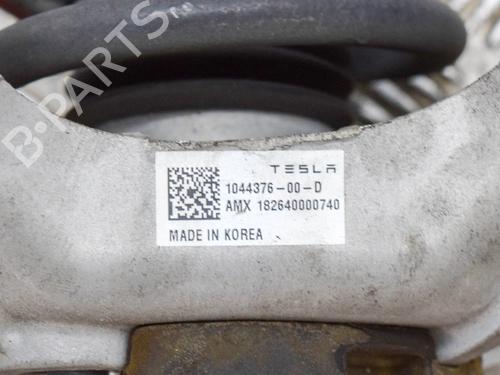 B-PARTS
TESLA
1044376-00-D
AMX 182640000740
MADE IN KOREA